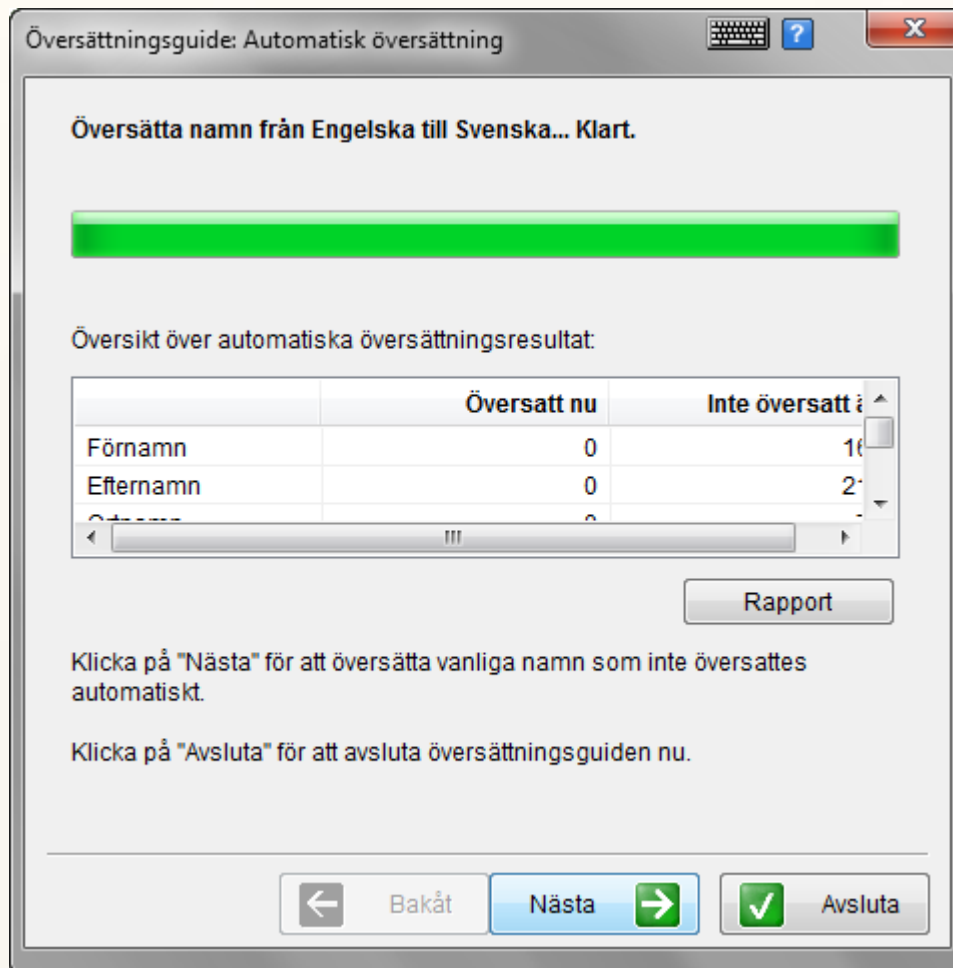 Översättningsguide: Automatisk översättning
Översätta namn från Engelska till Svenska... Klart.
Översikt över automatiska översättningsresultat:
Översatt nu Inte översatt
Förnamn 0
Efternamn 0
Rapport
Klicka på "Nästa" för att översätta vanliga namn som inte översattes
automatiskt.
Klicka på "Avsluta" för att avsluta översättningsguiden nu.
Bakåt Nästa Avsluta